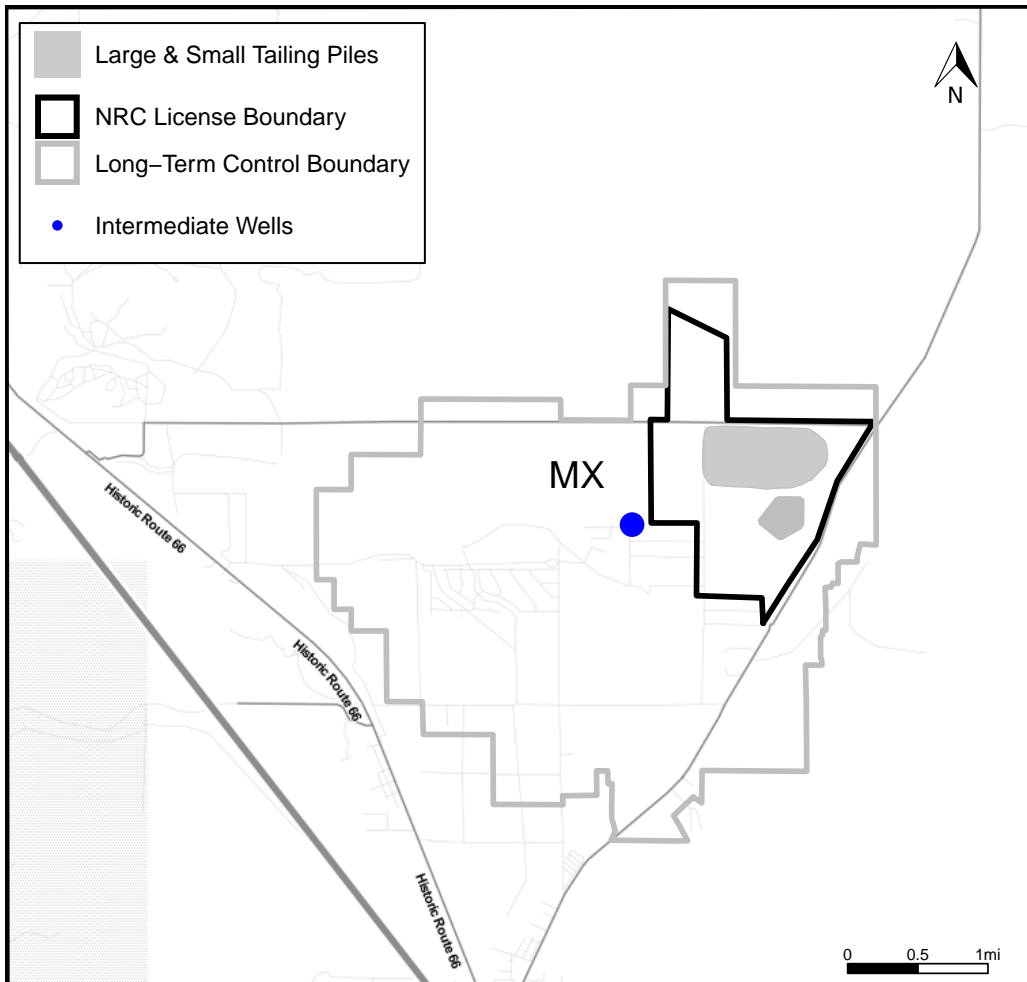 Large & Small Tailing Piles
NRC License Boundary
Long−Term Control Boundary
Intermediate Wells
N
MX
Historic Route 66
Historic Route 66
Historic Route 66
0 0.5 1mi